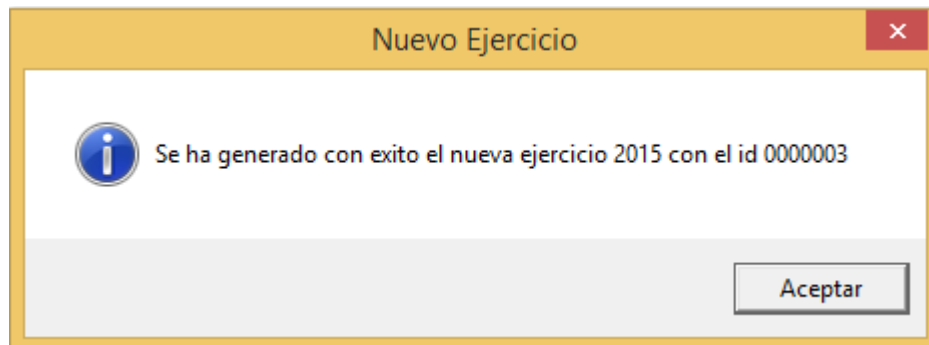 Nuevo Ejercicio
Se ha generado con exito el nueva ejercicio 2015 con el id 0000003
Aceptar